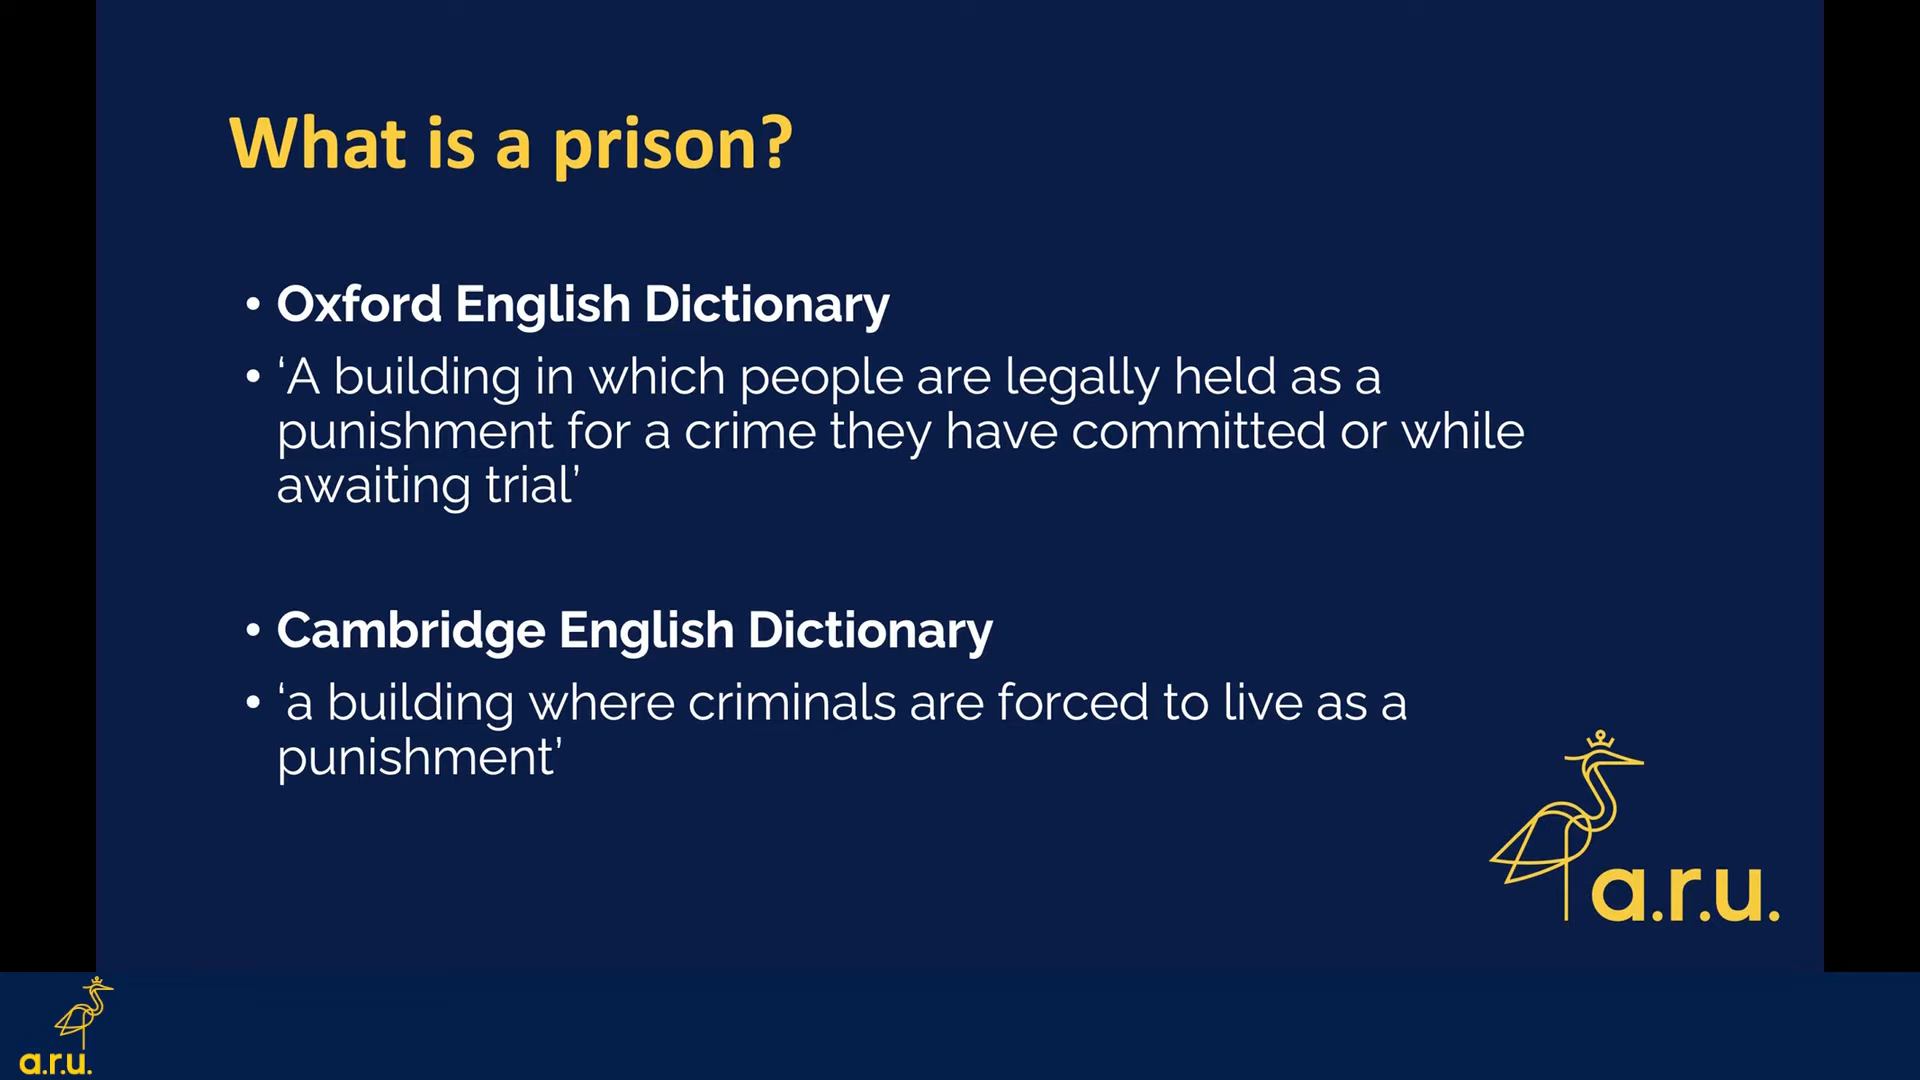 What is a prison?
• Oxford English Dictionary
• ‘A building in which people are legally held as a
punishment for a crime they have committed or while
awaiting trial’
• Cambridge English Dictionary
• ‘a building where criminals are forced to live as a
punishment’
a.r.u.
a.r.u.